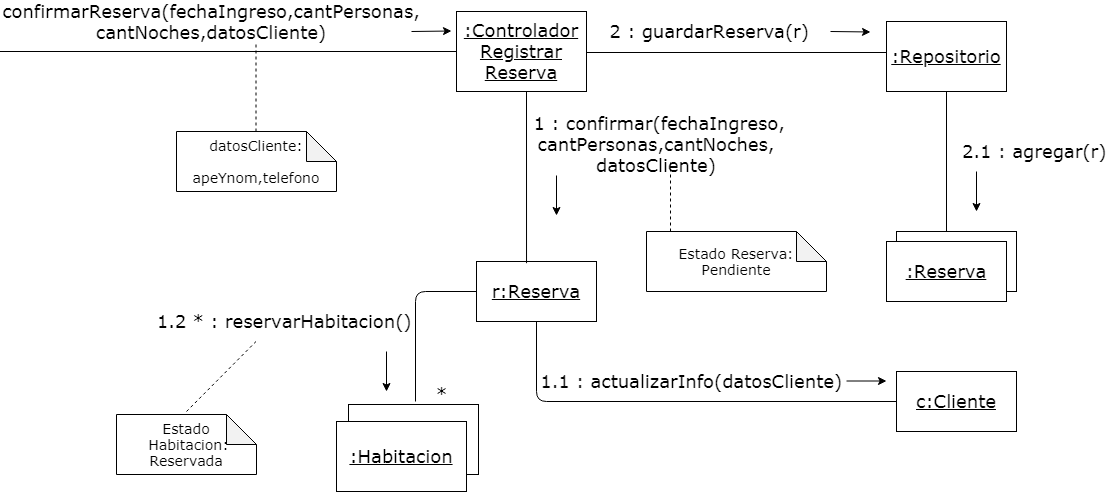 confirmarReserva(fechaIngreso,cantPersonas,
cantNoches,datosCliente)
:Controlador
Registrar
Reserva
2 : guardarReserva(r)
:Repositorio
datosCliente:
apeYnom,telefono
1 : confirmar(fechaIngreso,
cantPersonas,cantNoches,
datosCliente)
2.1 : agregar(r)
Estado Reserva:
Pendiente
:Reserva
r:Reserva
1.2 * : reservarHabitacion()
*
1.1 : actualizarInfo(datosCliente)
c:Cliente
Estado
Habitacion:
Reservada
:Habitacion